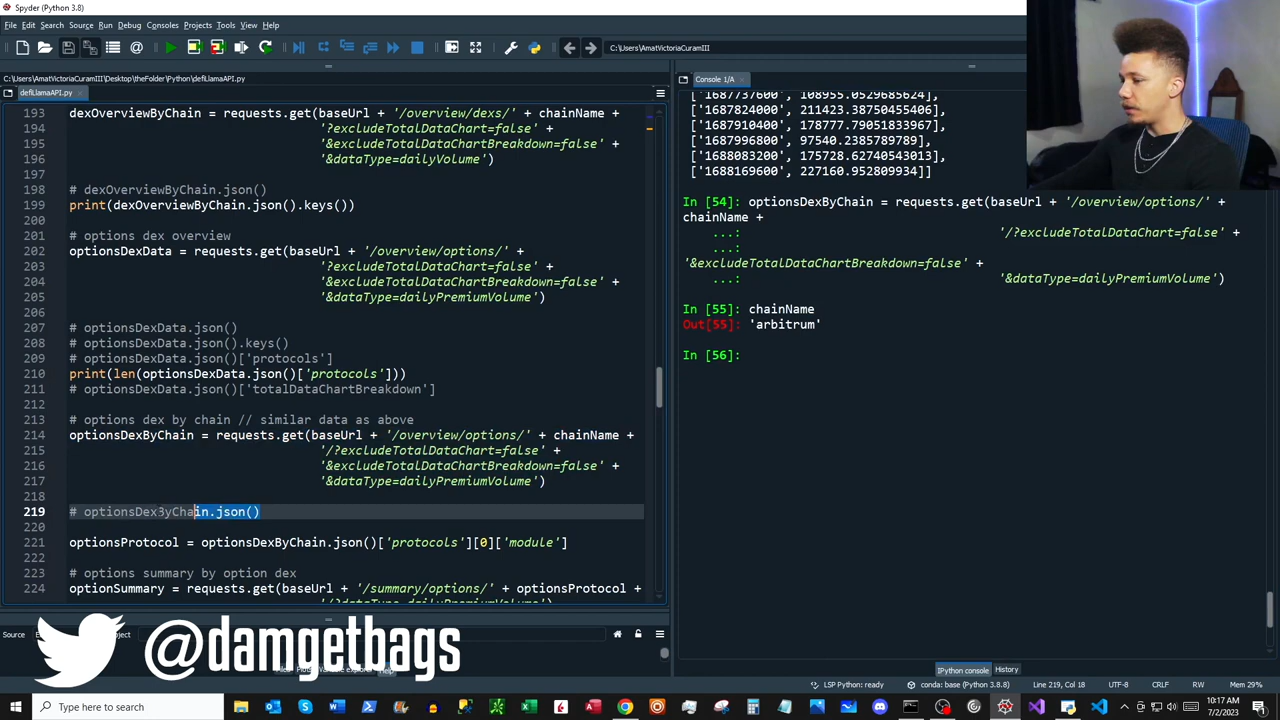 Spyder (Python 3.8)
File Edit Search Source Run Debug Consoles Projects Tools View Help
C:\Users\AmatVictoriaCuramIII
C:\Users\AmatVictoriaCuramIII\Desktop\theFolder\Python\defiLlamaAPI.py
defiLlamaAPI.py
193 dexOverviewByChain = requests.get(baseUrl + '/overview/dexs/' + chainName +
194 '?excludeTotalDataChart=false' +
195 '&excludeTotalDataChartBreakdown=false' +
196 '&dataType=dailyVolume')
197
198 # dexOverviewByChain.json()
199 print(dexOverviewByChain.json().keys())
200
201 # options dex overview
202 optionsDexData = requests.get(baseUrl + '/overview/options/' +
203 '?excludeTotalDataChart=false' +
204 '&excludeTotalDataChartBreakdown=false' +
205 '&dataType=dailyPremiumVolume')
206
207 # optionsDexData.json()
208 # optionsDexData.json().keys()
209 # optionsDexData.json()['protocols']
210 print(len(optionsDexData.json()['protocols']))
211 # optionsDexData.json()['totalDataChartBreakdown']
212
213 # options dex by chain // similar data as above
214 optionsDexByChain = requests.get(baseUrl + '/overview/options/' + chainName +
215 '/?excludeTotalDataChart=false' +
216 '&excludeTotalDataChartBreakdown=false' +
217 '&dataType=dailyPremiumVolume')
218
219 # optionsDexByChain.json()
220
221 optionsProtocol = optionsDexByChain.json()['protocols'][0]['module']
222
223 # options summary by option dex
224 optionSummary = requests.get(baseUrl + '/summary/options/' + optionsProtocol +
'/?dataType=dailyPremiumVolume')
Console 1/A
['1687737600', 108955.0529685624],
['1687824000', 211423.38750455406],
['1687910400', 178777.79051833967],
['1687996800', 97540.2385789789],
['1688083200', 175728.62740543013],
['1688169600', 227160.952809934]]
In [54]: optionsDexByChain = requests.get(baseUrl + '/overview/options/' +
chainName +
...: '/?excludeTotalDataChart=false' +
...:
'&excludeTotalDataChartBreakdown=false' +
...: '&dataType=dailyPremiumVolume')
In [55]: chainName
Out[55]: 'arbitrum'
In [56]:
Source
Help
IPython console History
@damgetbags
LSP Python: ready conda: base (Python 3.8.8) Line 219, Col 18 UTF-8 CRLF RW Mem 29%
Type here to search
10:17 AM
7/2/2023